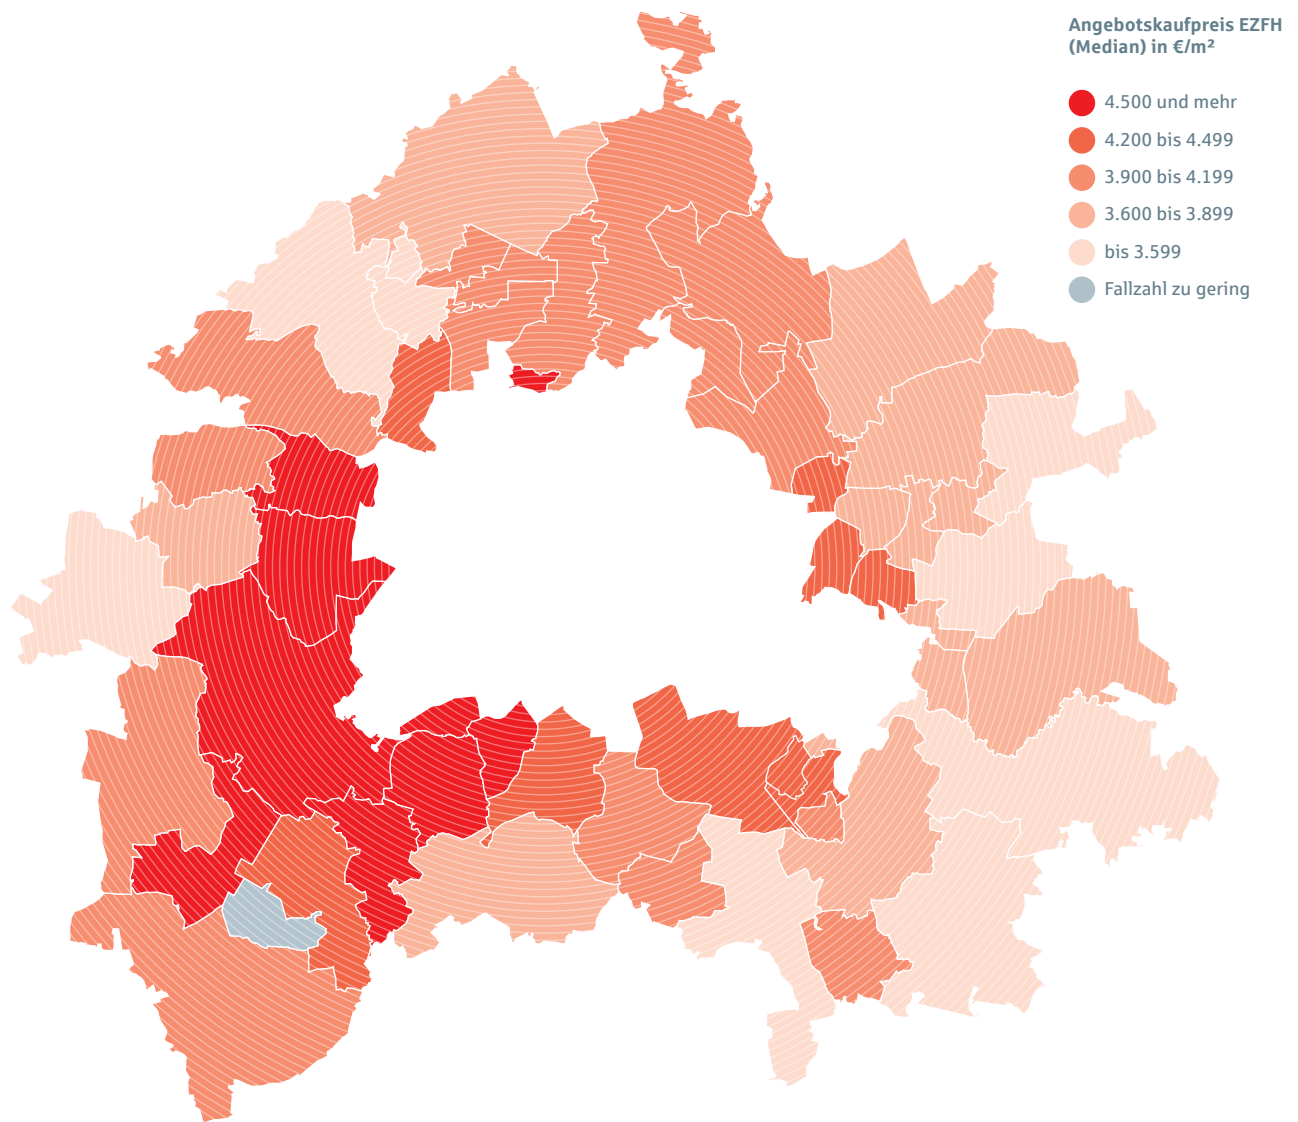 Angebotskaufpreis EZFH
(Median) in €/m²
4.500 und mehr
4.200 bis 4.499
3.900 bis 4.199
3.600 bis 3.899
bis 3.599
Fallzahl zu gering